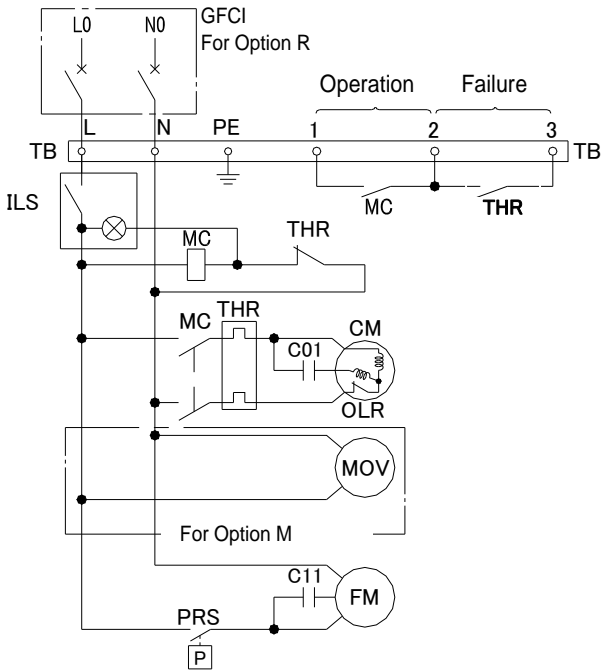 GFCI
L0 N0
For Option R
Operation Failure
L N PE 1 2 3
TB TB
ILS
MC THR
THR
MC
MC THR
CM
C01
OLR
MOV
For Option M
C11
FM
PRS
P